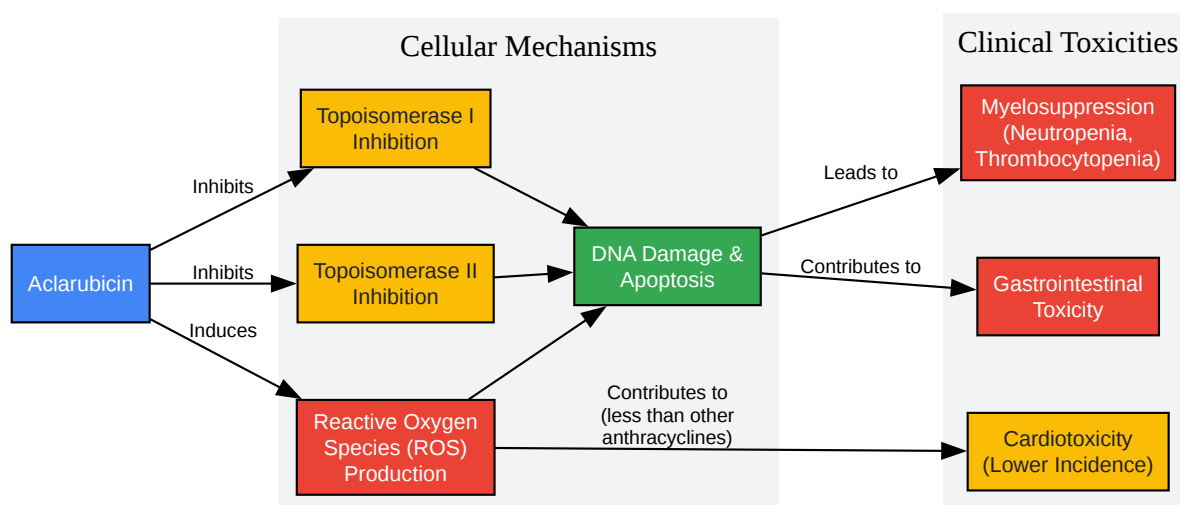 Cellular Mechanisms
Clinical Toxicities
Topoisomerase I
Inhibition
Myelosuppression
(Neutropenia,
Thrombocytopenia)
Inhibits
Leads to
Aclarubicin
Inhibits
Topoisomerase II
Inhibition
DNA Damage &
Apoptosis
Contributes to
Gastrointestinal
Toxicity
Induces
Reactive Oxygen
Species (ROS)
Production
Contributes to
(less than other
anthracyclines)
Cardiotoxicity
(Lower Incidence)